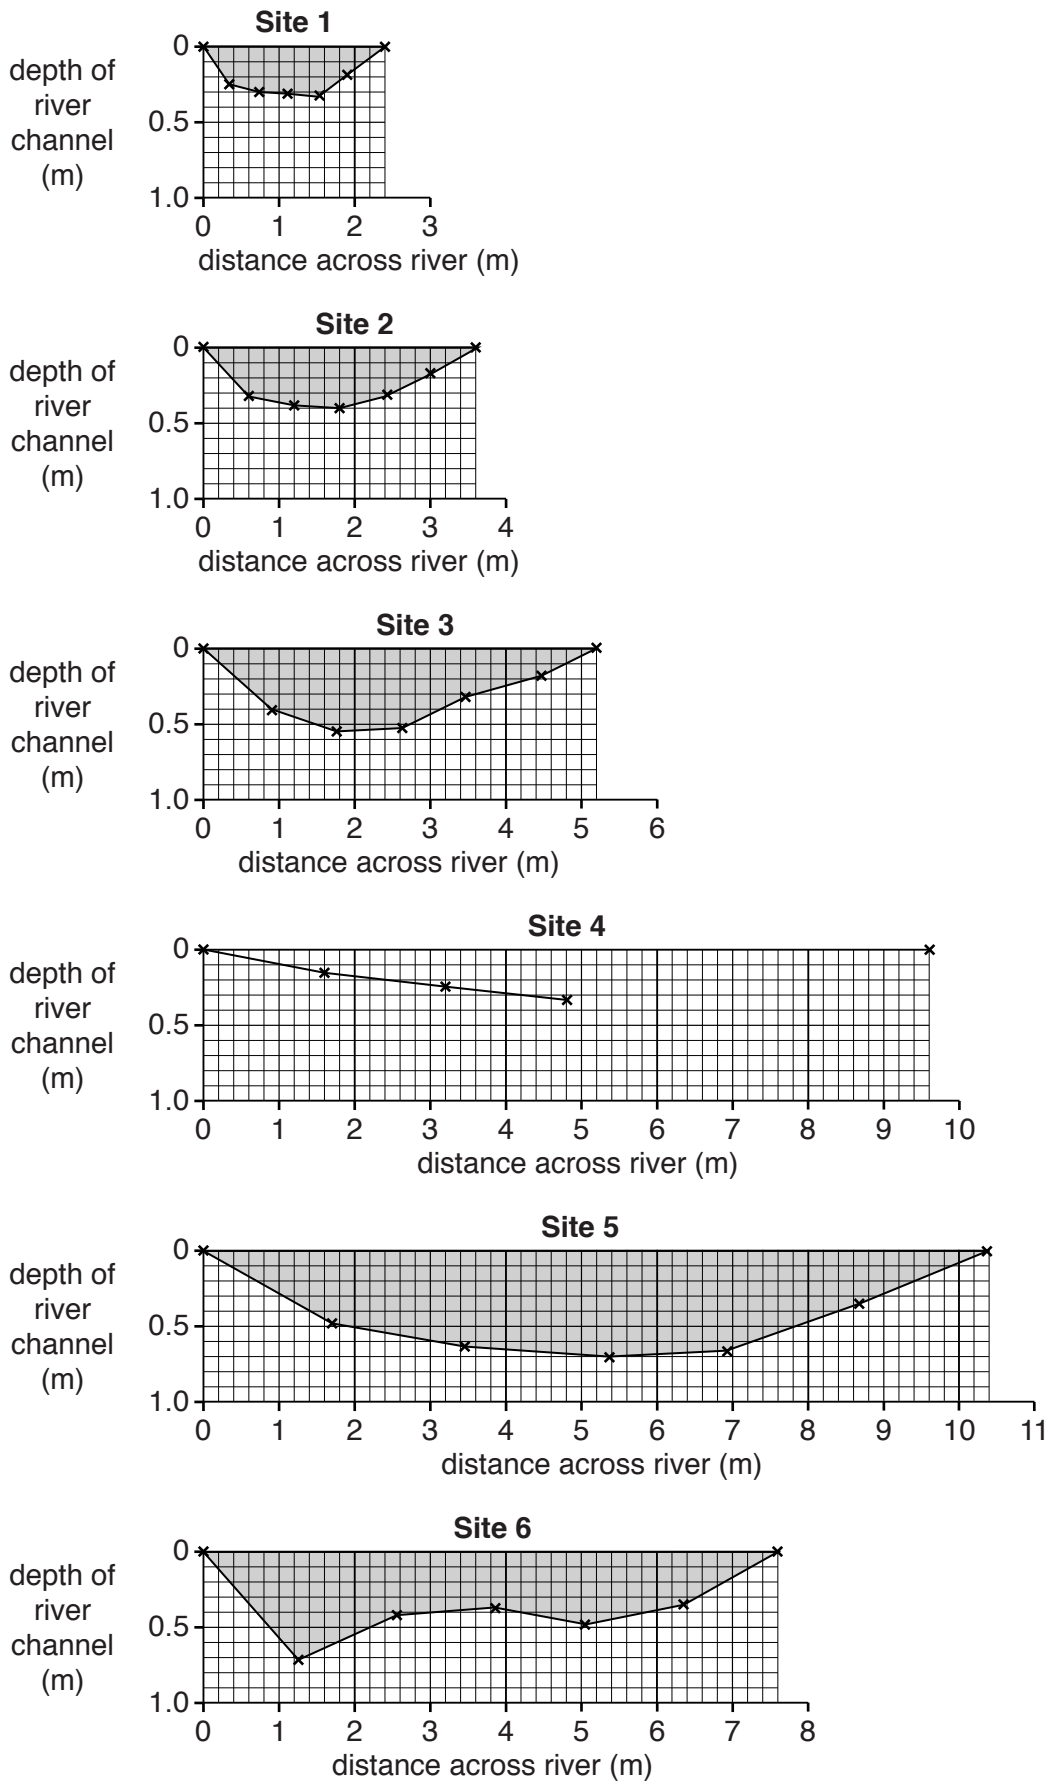 Site 1
0
depth of
river
channel
(m)
0.5
1.0
0 1 2 3
distance across river (m)
Site 2
0
depth of
river
channel
(m)
0.5
1.0
0 1 2 3 4
distance across river (m)
Site 3
0
depth of
river
channel
(m)
0.5
1.0
0 1 2 3 4 5 6
distance across river (m)
Site 4
0
depth of
river
channel
(m)
0.5
1.0
0 1 2 3 4 5 6 7 8 9 10
distance across river (m)
Site 5
0
depth of
river
channel
(m)
0.5
1.0
0 1 2 3 4 5 6 7 8 9 10 11
distance across river (m)
Site 6
0
depth of
river
channel
(m)
0.5
1.0
0 1 2 3 4 5 6 7 8
distance across river (m)